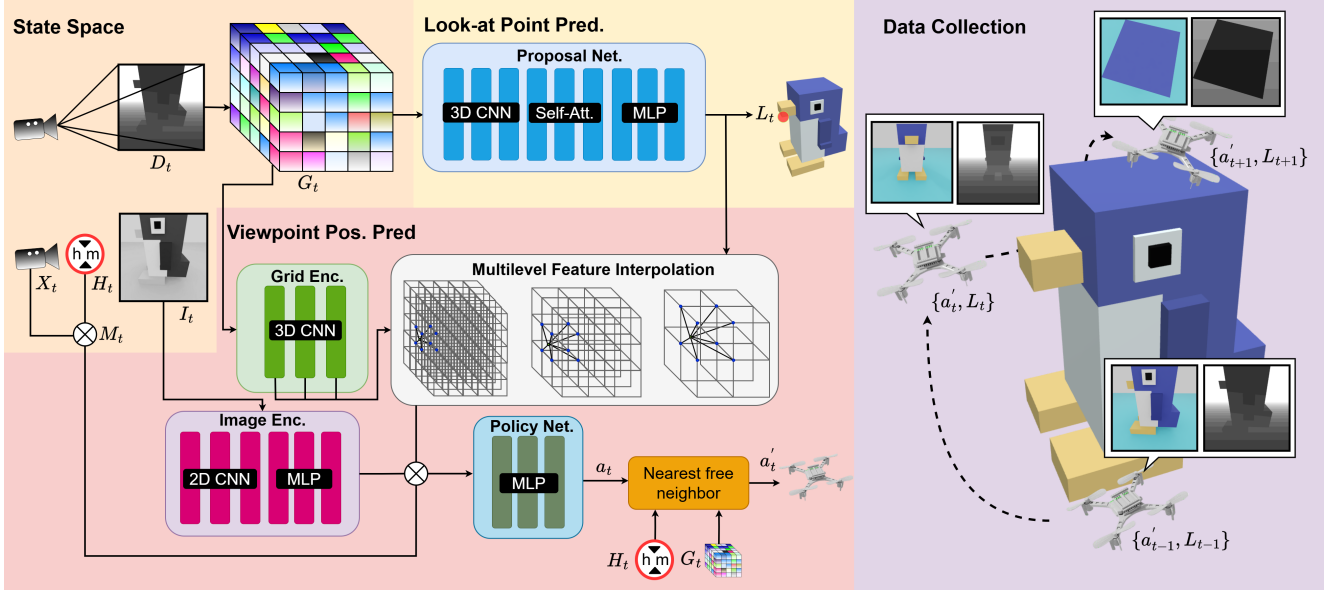 State Space
Look-at Point Pred.
Data Collection
Proposal Net.
3D CNN
Self-Att.
MLP
D_t
G_t
L_t
{a'_{t+1}, L_{t+1}}
Viewpoint Pos. Pred
h m
X_t
H_t
I_t
M_t
Grid Enc.
3D CNN
Multilevel Feature Interpolation
{a'_t, L_t}
Image Enc.
2D CNN
MLP
Policy Net.
MLP
a_t
Nearest free
neighbor
a'_t
H_t
h m
G_t
{a'_{t-1}, L_{t-1}}